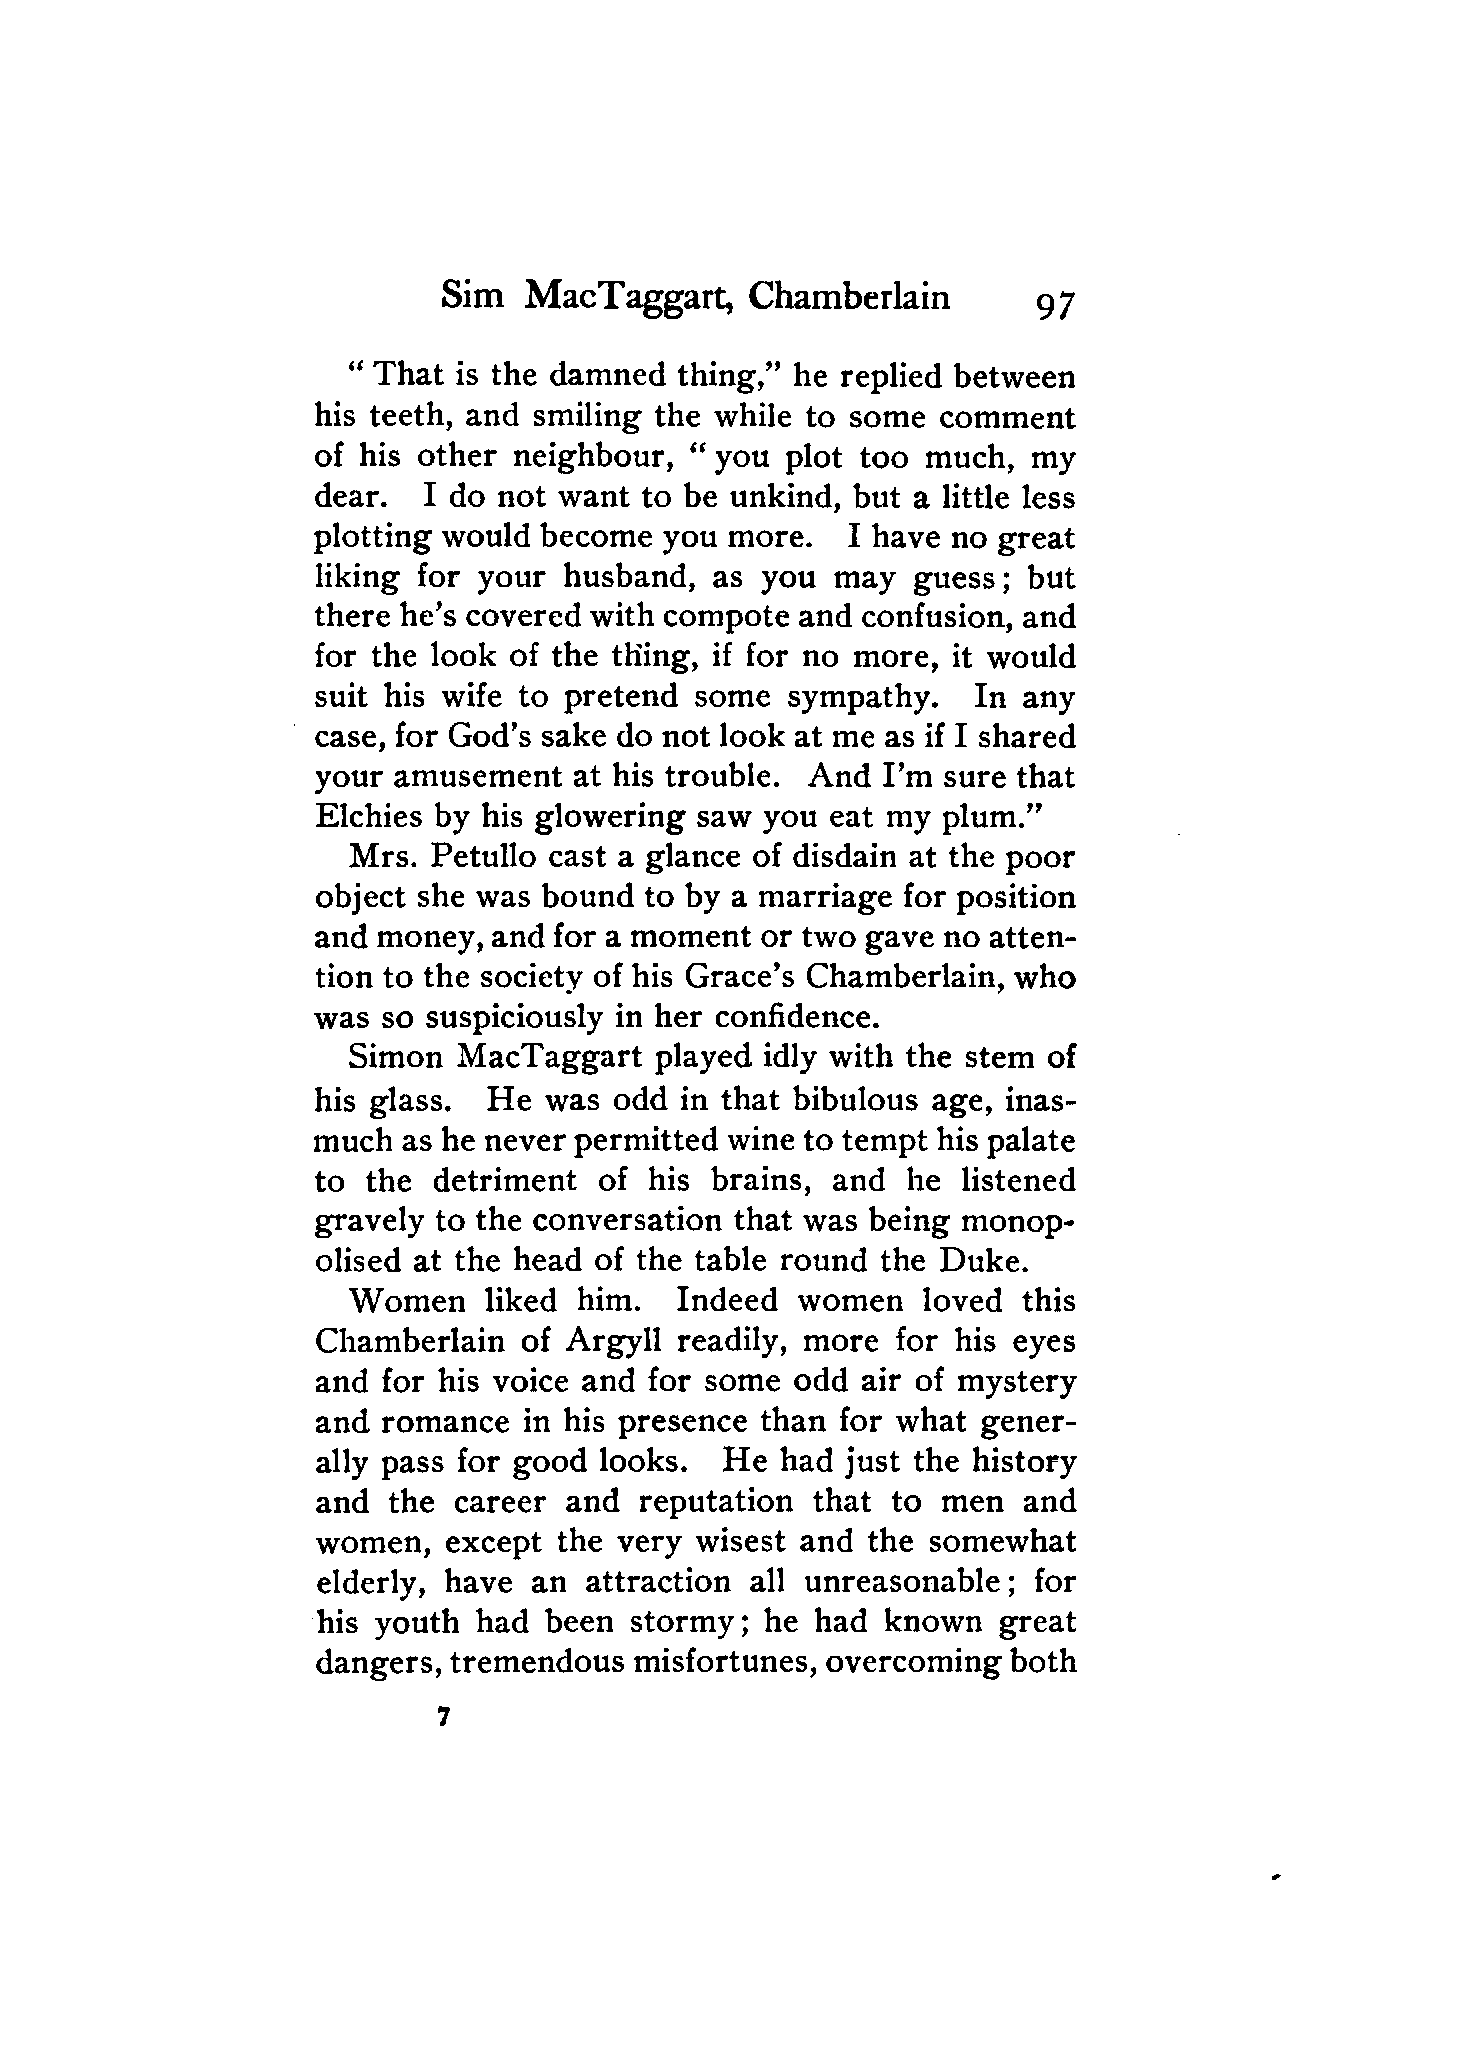 Sim MacTaggart, Chamberlain 97
" That is the damned thing," he replied between
his teeth, and smiling the while to some comment
of his other neighbour, " you plot too much, my
dear. I do not want to be unkind, but a little less
plotting would become you more. I have no great
liking for your husband, as you may guess; but
there he's covered with compote and confusion, and
for the look of the thing, if for no more, it would
suit his wife to pretend some sympathy. In any
case, for God's sake do not look at me as if I shared
your amusement at his trouble. And I'm sure that
Elchies by his glowering saw you eat my plum."
Mrs. Petullo cast a glance of disdain at the poor
object she was bound to by a marriage for position
and money, and for a moment or two gave no atten-
tion to the society of his Grace's Chamberlain, who
was so suspiciously in her confidence.
Simon MacTaggart played idly with the stem of
his glass. He was odd in that bibulous age, inas-
much as he never permitted wine to tempt his palate
to the detriment of his brains, and he listened
gravely to the conversation that was being monop-
olised at the head of the table round the Duke.
Women liked him. Indeed women loved this
Chamberlain of Argyll readily, more for his eyes
and for his voice and for some odd air of mystery
and romance in his presence than for what gener-
ally pass for good looks. He had just the history
and the career and reputation that to men and
women, except the very wisest and the somewhat
elderly, have an attraction all unreasonable; for
his youth had been stormy; he had known great
dangers, tremendous misfortunes, overcoming both
7